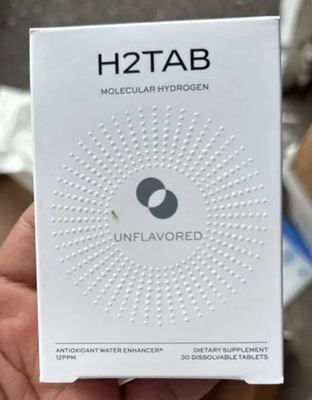 H2TAB
MOLECULAR HYDROGEN
UNFLAVORED
ANTIOXIDANT WATER ENHANCER*
12PPM
DIETARY SUPPLEMENT
30 DISSOLVABLE TABLETS